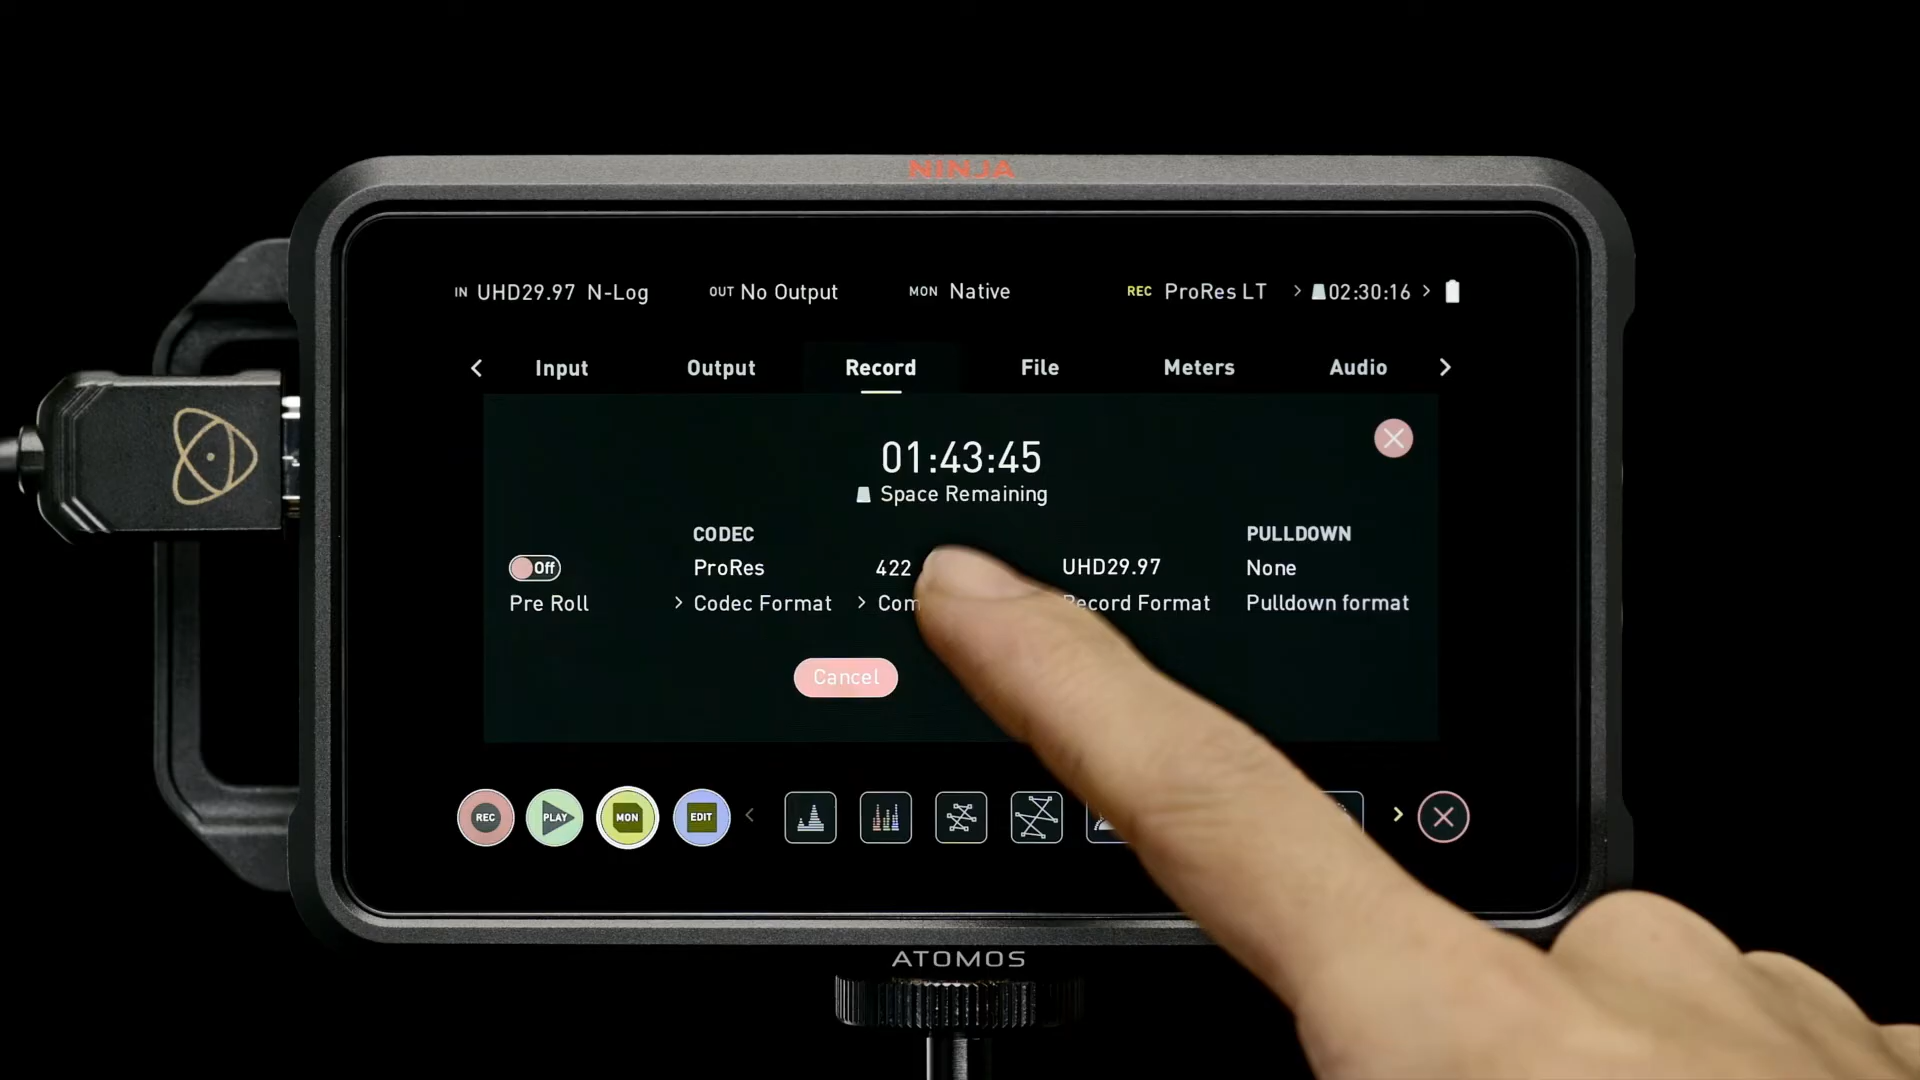 NINJA
IN UHD29.97 N-Log
OUT No Output
MON Native
REC ProRes LT
02:30:16
Input
Output
Record
File
Meters
Audio
01:43:45
Space Remaining
CODEC
PULLDOWN
Off
ProRes
422
UHD29.97
None
Pre Roll
Codec Format
Record Format
Pulldown format
Cancel
REC
PLAY
MON
EDIT
ATOMOS